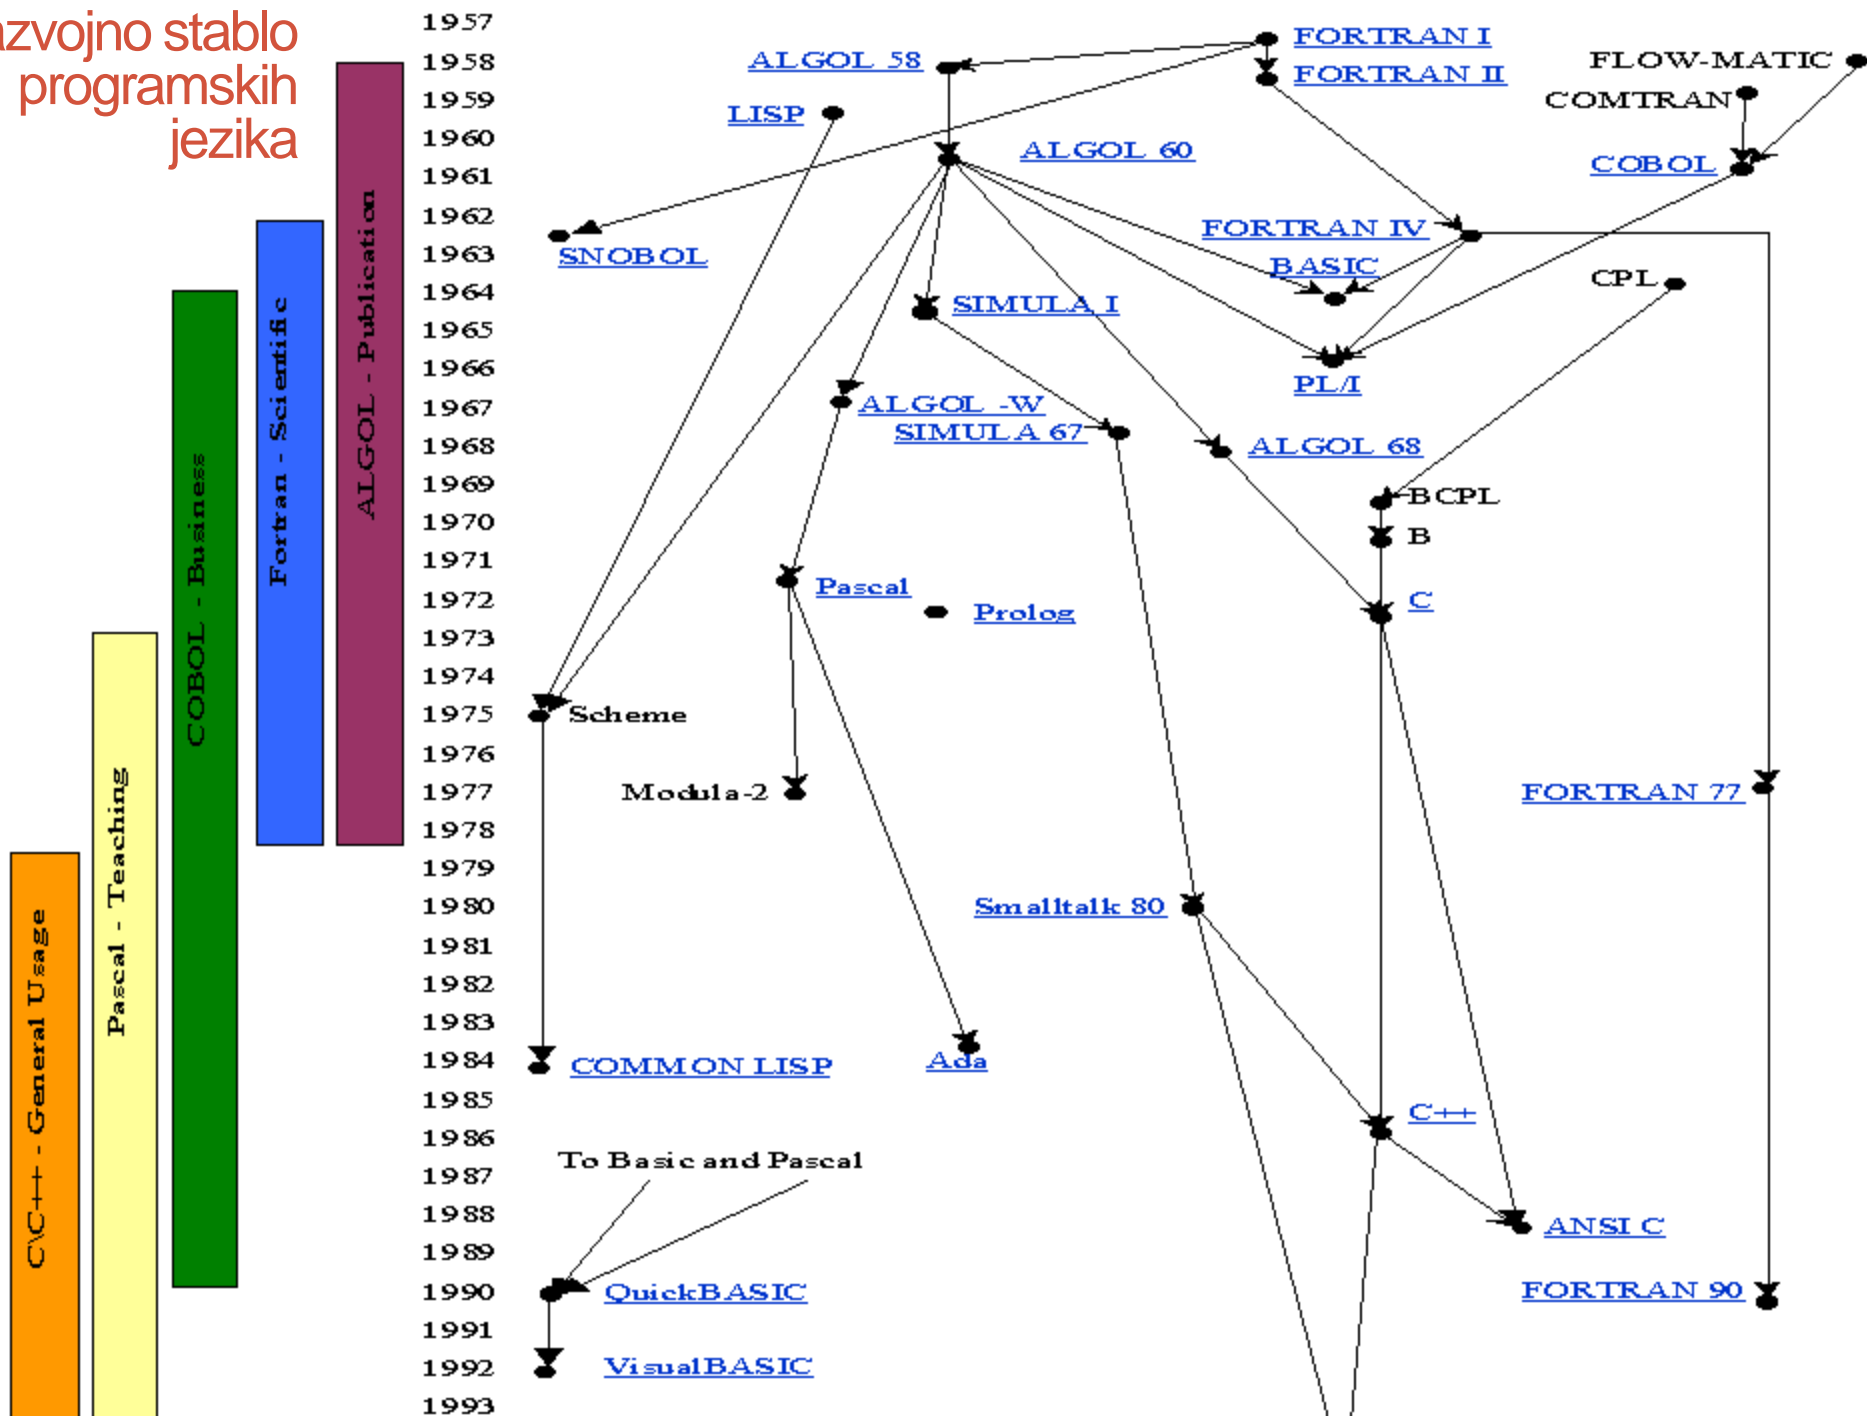 azvojno stablo
programskih
jezika
C\C++ - General Usage
Pascal - Teaching
COBOL - Business
Fortran - Scientific
ALGOL - Publication
1957
1958
1959
1960
1961
1962
1963
1964
1965
1966
1967
1968
1969
1970
1971
1972
1973
1974
1975
1976
1977
1978
1979
1980
1981
1982
1983
1984
1985
1986
1987
1988
1989
1990
1991
1992
1993
FORTRAN I
ALGOL 58
FORTRAN II
FLOW-MATIC
COMTRAN
LISP
ALGOL 60
COBOL
SNOBOL
FORTRAN IV
BASIC
CPL
SIMULA I
PL/I
ALGOL -W
SIMULA 67
ALGOL 68
BCPL
B
Pascal
Prolog
C
Scheme
Modula-2
FORTRAN 77
Smalltalk 80
COMMON LISP
Ada
C++
To Basic and Pascal
ANSI C
QuickBASIC
FORTRAN 90
VisualBASIC